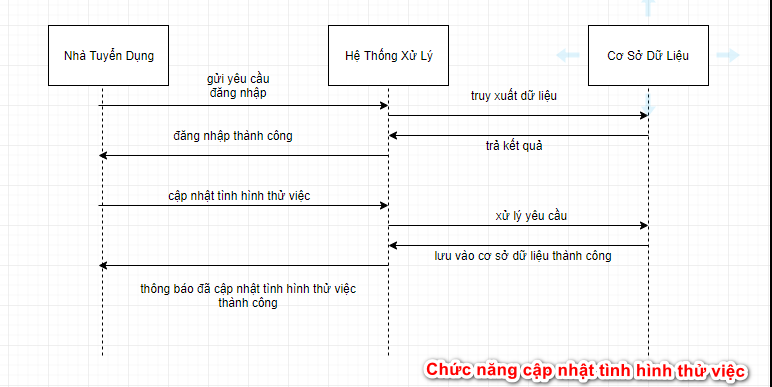 Nhà Tuyển Dụng
Hệ Thống Xử Lý
Cơ Sở Dữ Liệu
gửi yêu cầu
đăng nhập
truy xuất dữ liệu
đăng nhập thành công
trả kết quả
cập nhật tình hình thử việc
xử lý yêu cầu
lưu vào cơ sở dữ liệu thành công
thông báo đã cập nhật tình hình thử việc
thành công
Chức năng cập nhật tình hình thử việc